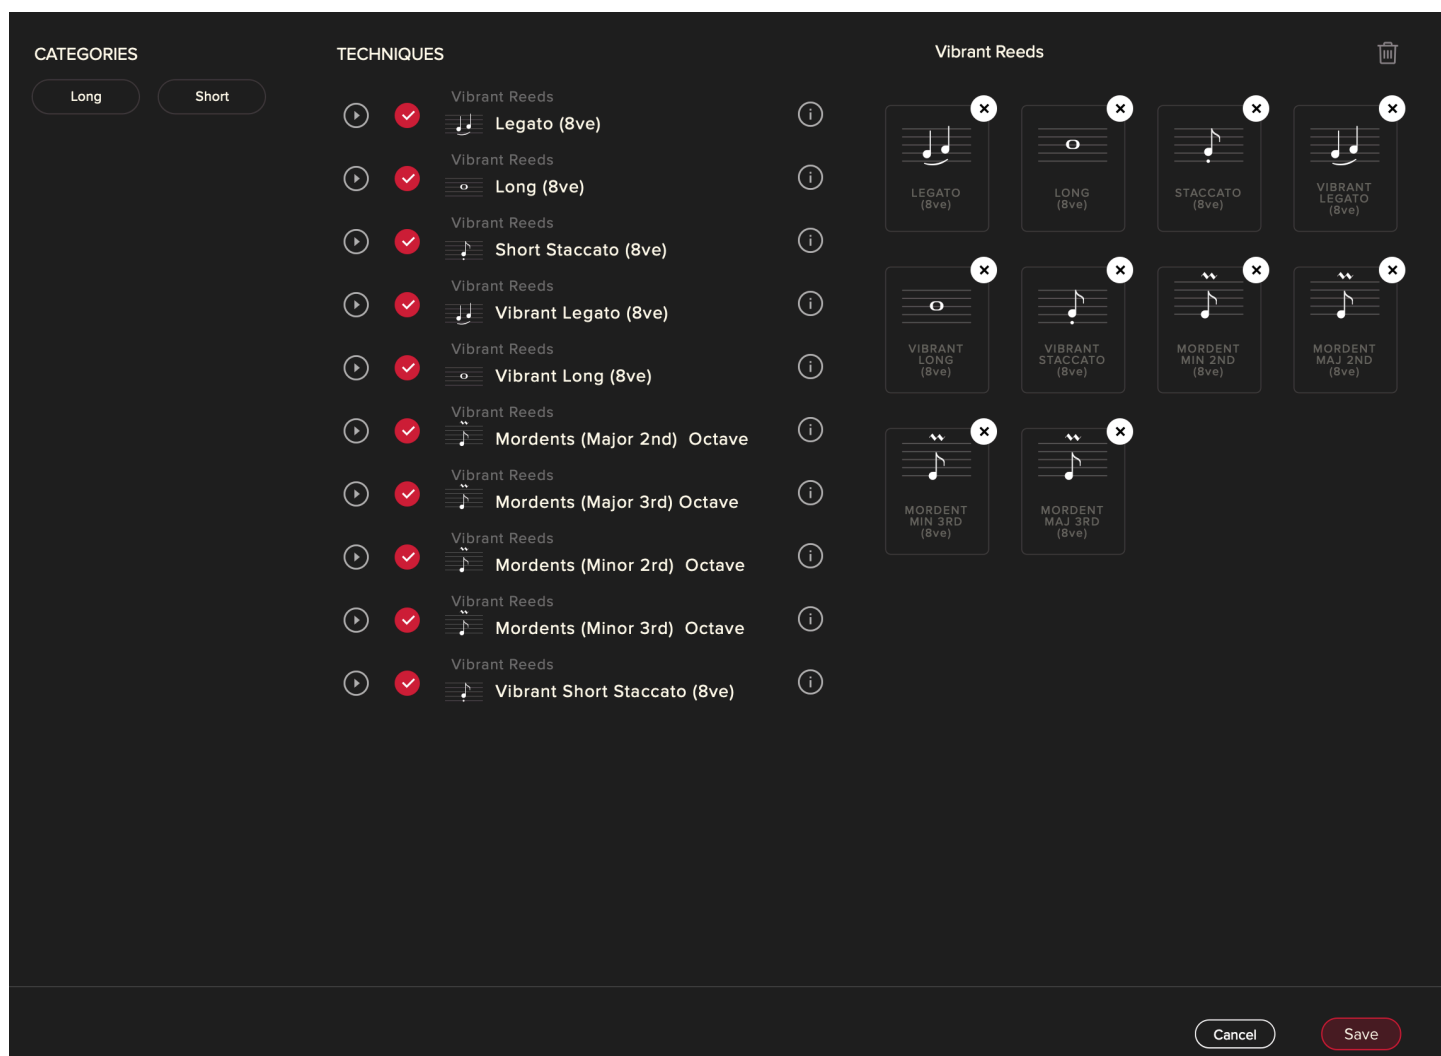 CATEGORIES
Long
Short
TECHNIQUES
Vibrant Reeds
Legato (8ve)
Vibrant Reeds
Long (8ve)
Vibrant Reeds
Short Staccato (8ve)
Vibrant Reeds
Vibrant Legato (8ve)
Vibrant Reeds
Vibrant Long (8ve)
Vibrant Reeds
Mordents (Major 2nd)  Octave
Vibrant Reeds
Mordents (Major 3rd) Octave
Vibrant Reeds
Mordents (Minor 2rd)  Octave
Vibrant Reeds
Mordents (Minor 3rd)  Octave
Vibrant Reeds
Vibrant Short Staccato (8ve)
Vibrant Reeds
LEGATO
(8ve)
LONG
(8ve)
STACCATO
(8ve)
VIBRANT
LEGATO
(8ve)
VIBRANT
LONG
(8ve)
VIBRANT
STACCATO
(8ve)
MORDENT
MIN 2ND
(8ve)
MORDENT
MAJ 2ND
(8ve)
MORDENT
MIN 3RD
(8ve)
MORDENT
MAJ 3RD
(8ve)
Cancel
Save